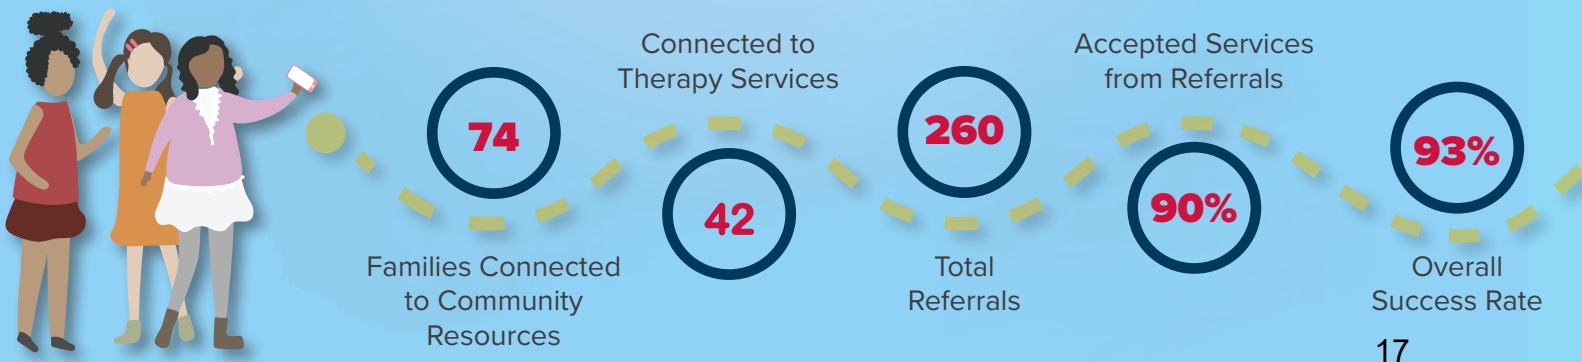 74
Families Connected
to Community
Resources
Connected to
Therapy Services
42
260
Total
Referrals
Accepted Services
from Referrals
90%
93%
Overall
Success Rate
17